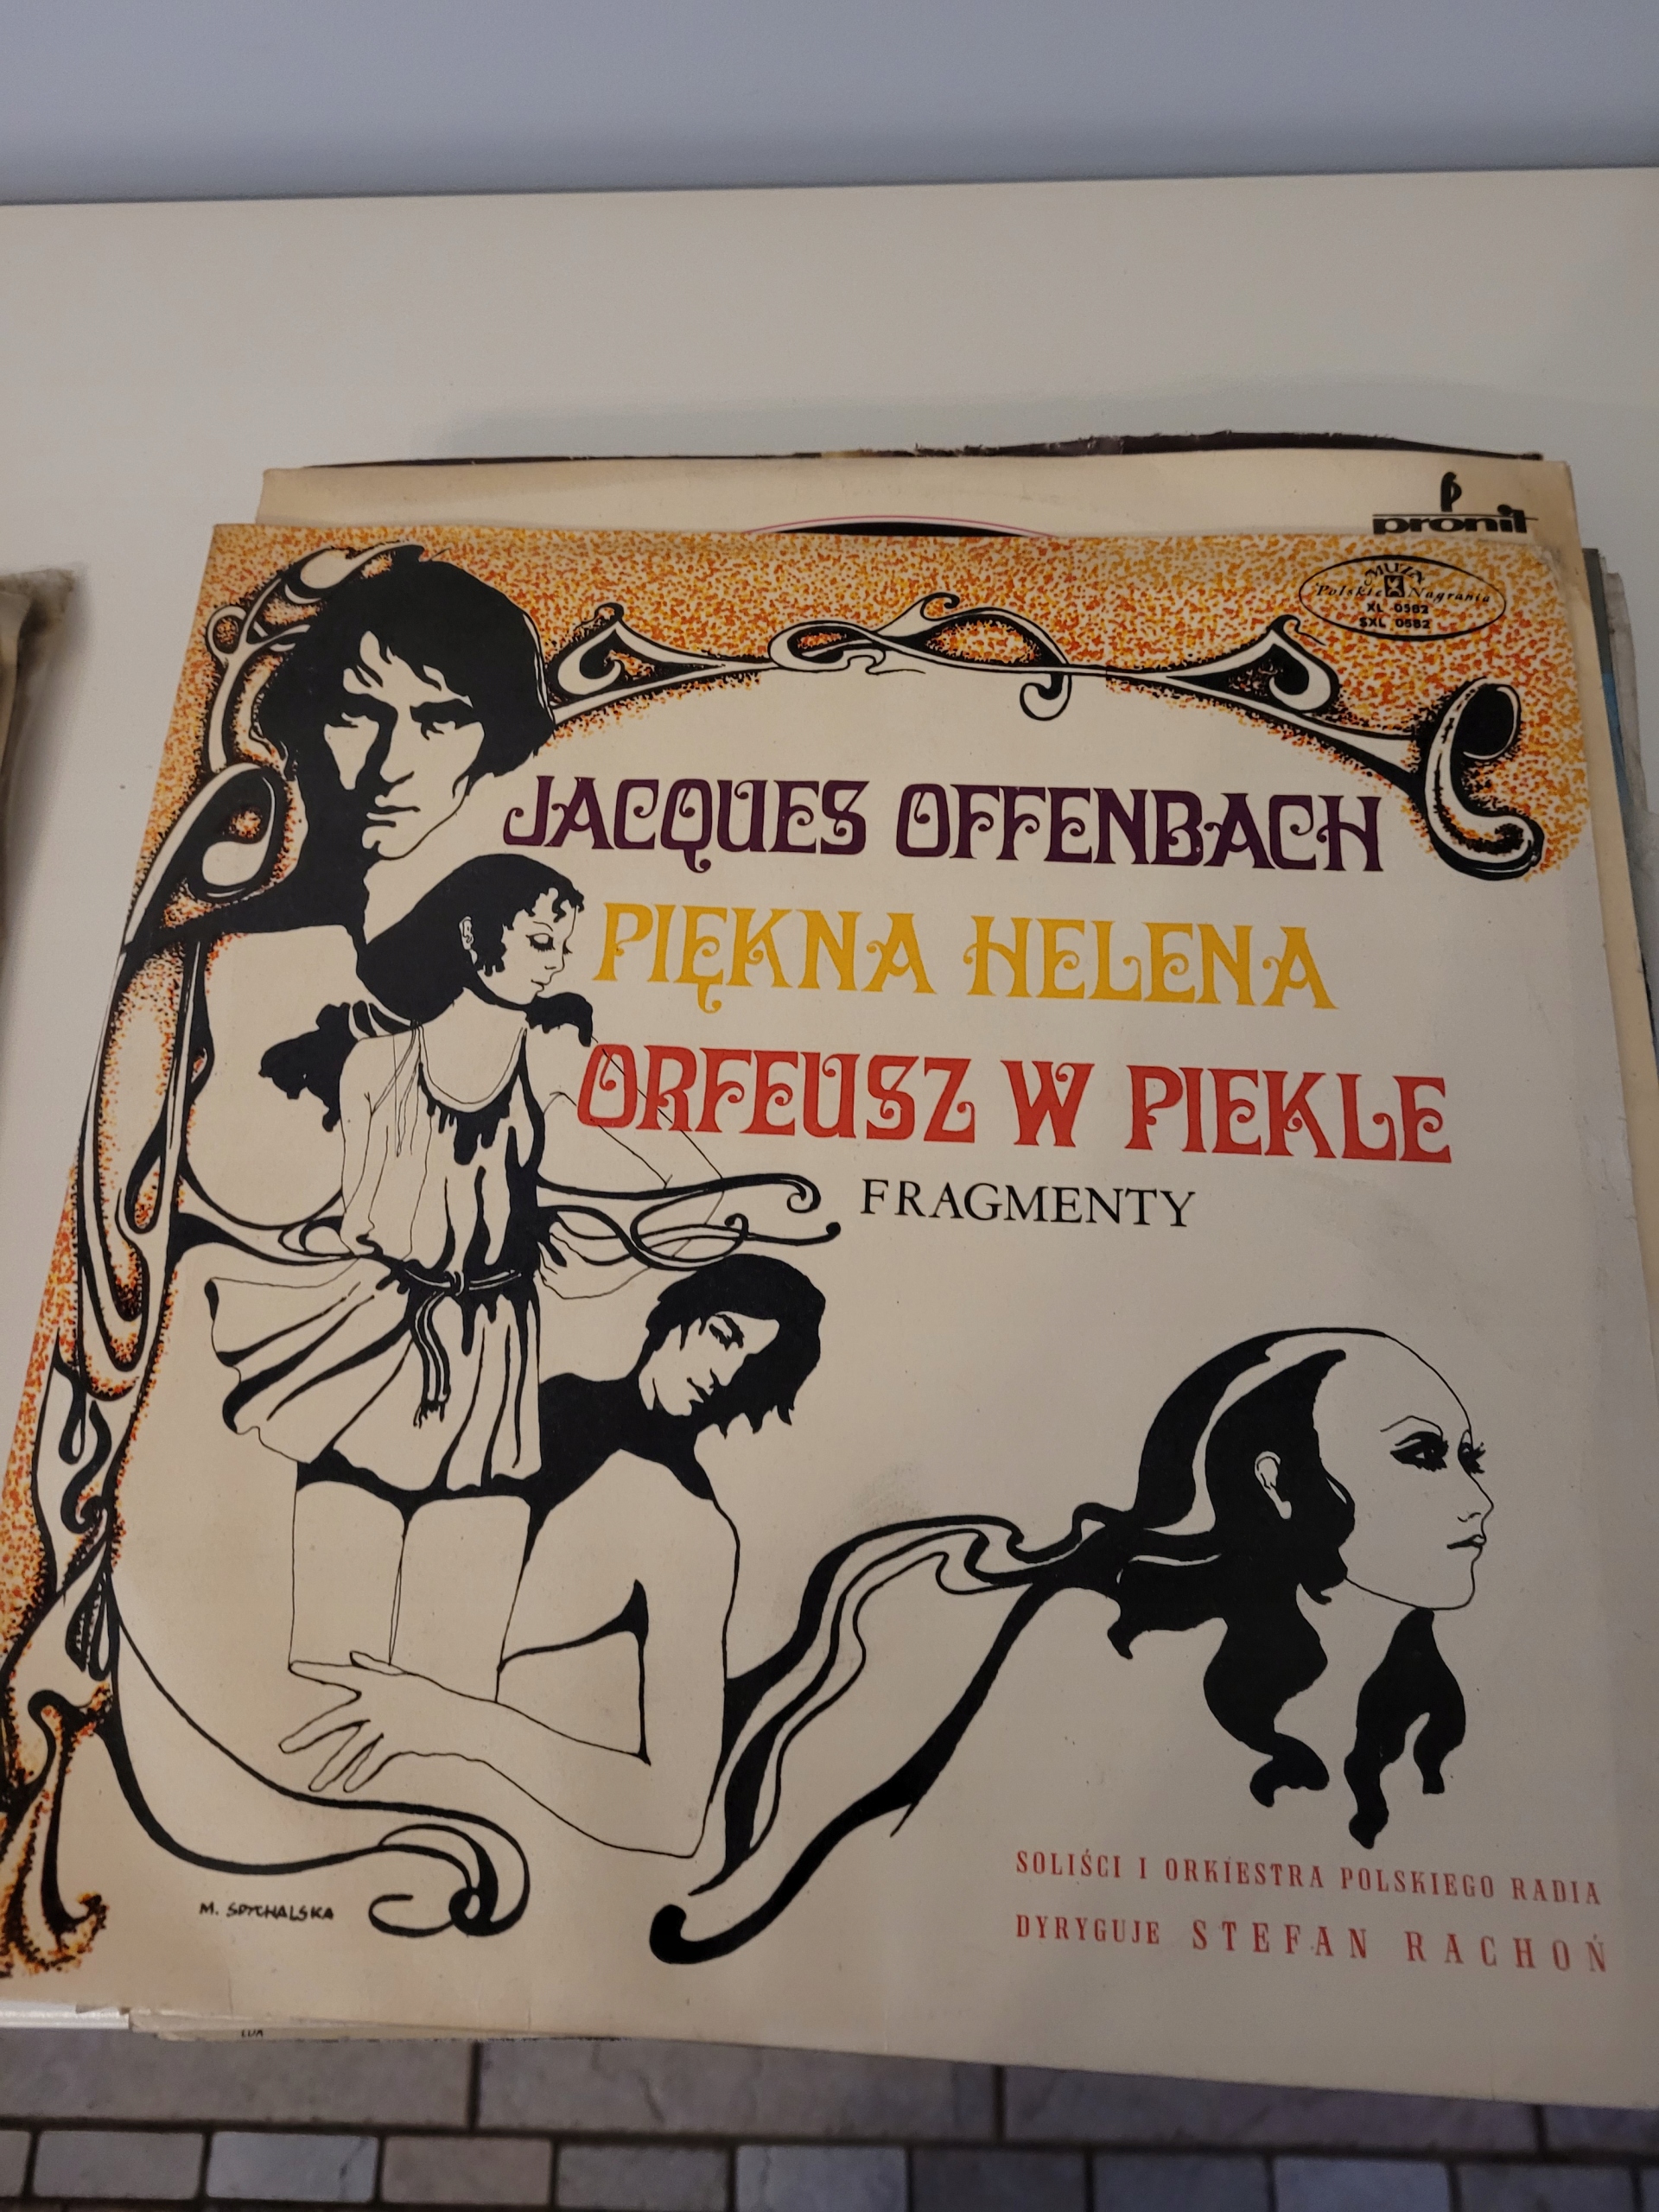 pronit
MUZA
Polskie Nagrania
XL 0582
SXL 0582
JACQUES OFFENBACH
PIĘKNA HELENA
ORFEUSZ W PIEKLE
FRAGMENTY
SOLIŚCI I ORKIESTRA POLSKIEGO RADIA
DYRYGUJE STEFAN RACHOŃ
M. SPYCHALSKA